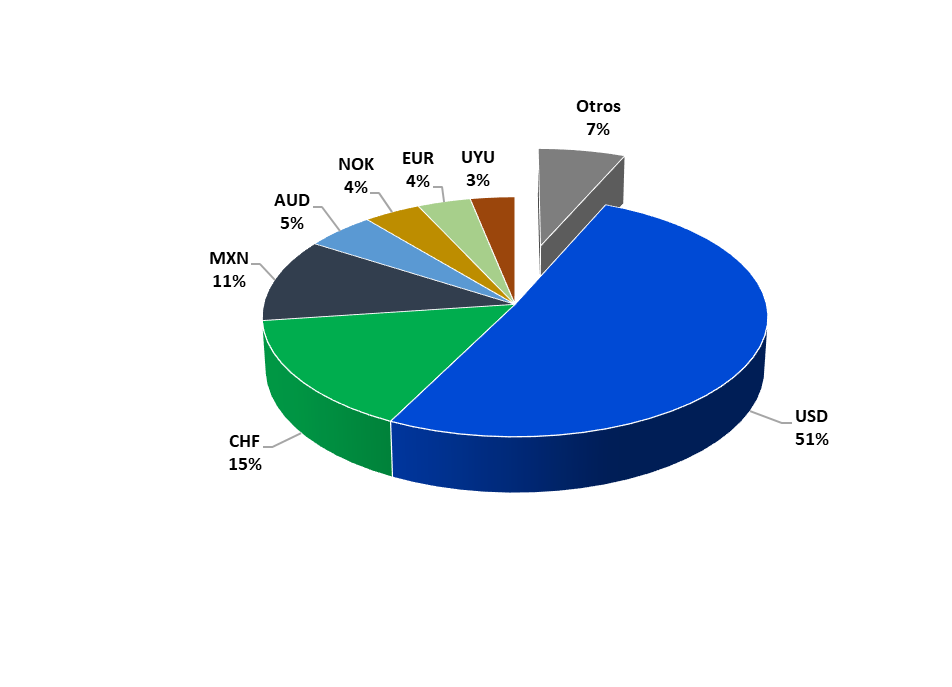 Otros
7%
UYU
3%
EUR
4%
NOK
4%
AUD
5%
MXN
11%
CHF
15%
USD
51%